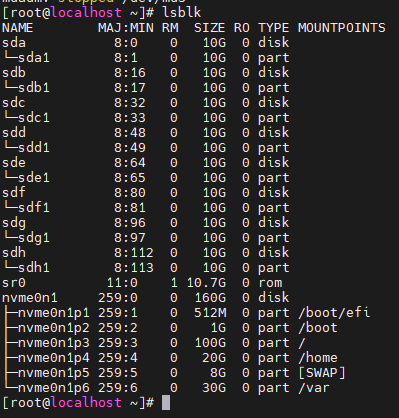 [root@localhost ~]# lsblk
NAME        MAJ:MIN RM  SIZE RO TYPE MOUNTPOINTS
sda           8:0    0   10G  0 disk
└─sda1        8:1    0   10G  0 part
sdb           8:16   0   10G  0 disk
└─sdb1        8:17   0   10G  0 part
sdc           8:32   0   10G  0 disk
└─sdc1        8:33   0   10G  0 part
sdd           8:48   0   10G  0 disk
└─sdd1        8:49   0   10G  0 part
sde           8:64   0   10G  0 disk
└─sde1        8:65   0   10G  0 part
sdf           8:80   0   10G  0 disk
└─sdf1        8:81   0   10G  0 part
sdg           8:96   0   10G  0 disk
└─sdg1        8:97   0   10G  0 part
sdh           8:112  0   10G  0 disk
└─sdh1        8:113  0   10G  0 part
sr0          11:0    1 10.7G  0 rom
nvme0n1     259:0    0  160G  0 disk
├─nvme0n1p1 259:1    0  512M  0 part /boot/efi
├─nvme0n1p2 259:2    0    1G  0 part /boot
├─nvme0n1p3 259:3    0  100G  0 part /
├─nvme0n1p4 259:4    0   20G  0 part /home
├─nvme0n1p5 259:5    0    8G  0 part [SWAP]
└─nvme0n1p6 259:6    0   30G  0 part /var
[root@localhost ~]#